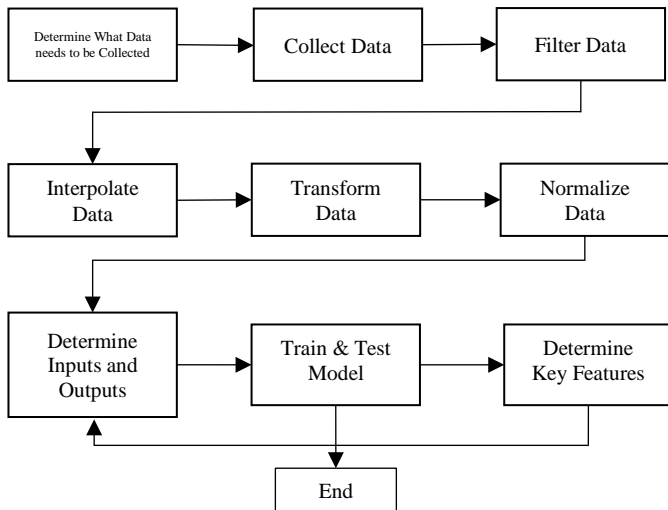 Determine What Data
needs to be Collected
Collect Data
Filter Data
Interpolate
Data
Transform
Data
Normalize
Data
Determine
Inputs and
Outputs
Train & Test
Model
Determine
Key Features
End